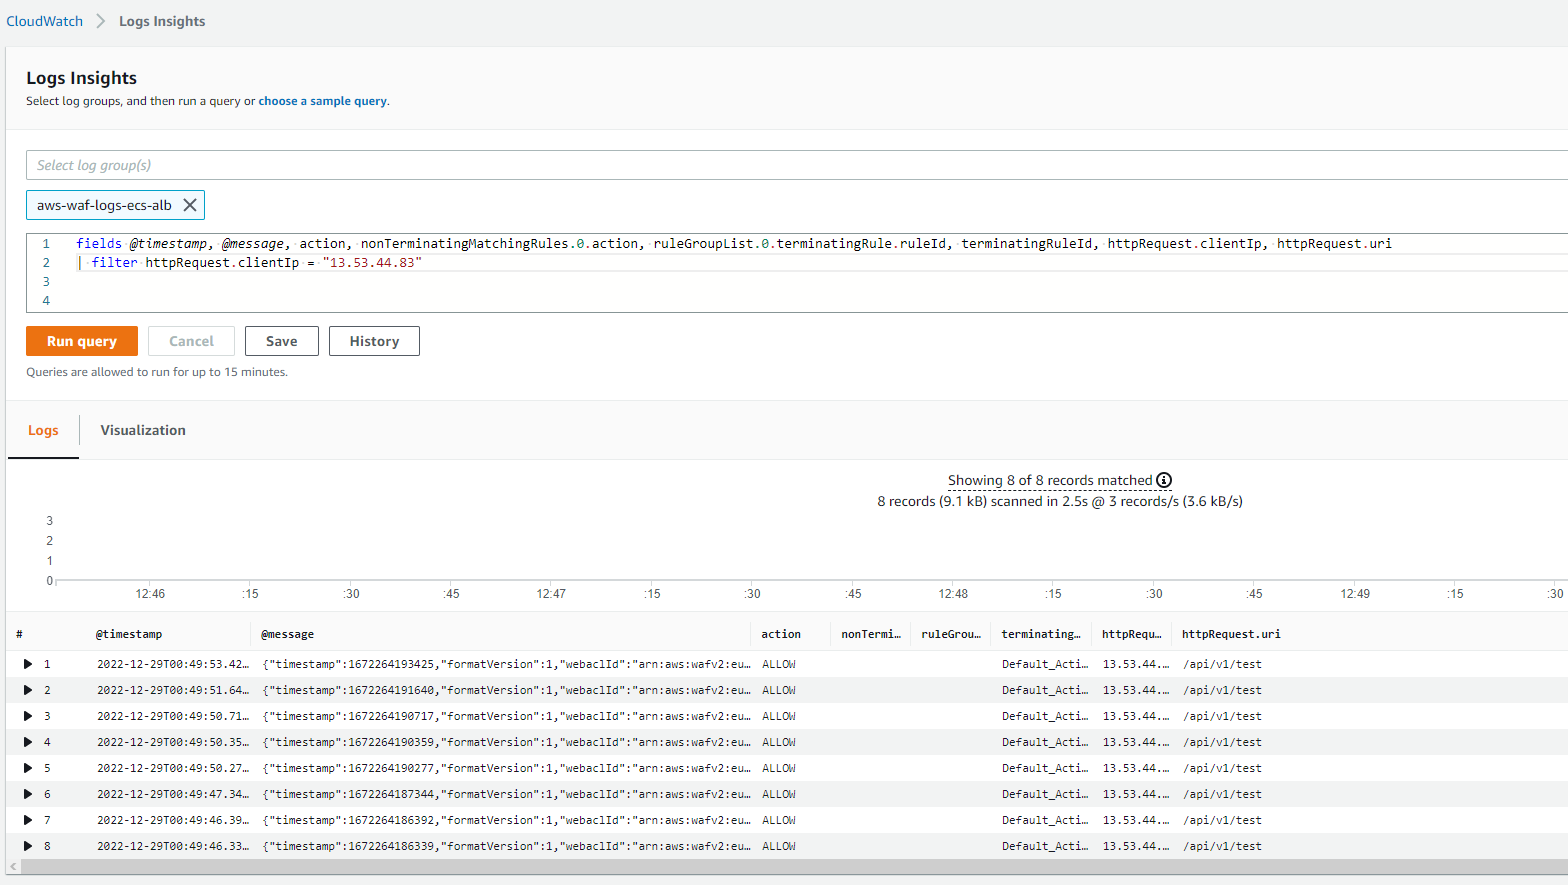 CloudWatch > Logs Insights
Logs Insights
Select log groups, and then run a query or choose a sample query.
Select log group(s)
aws-waf-logs-ecs-alb
1 fields @timestamp, @message, action, nonTerminatingMatchingRules.0.action, ruleGroupList.0.terminatingRule.ruleId, terminatingRuleId, httpRequest.clientIp, httpRequest.uri
2 | filter httpRequest.clientIp = "13.53.44.83"
3
4
Run query Cancel Save History
Queries are allowed to run for up to 15 minutes.
Logs Visualization
Showing 8 of 8 records matched
8 records (9.1 kB) scanned in 2.5s @ 3 records/s (3.6 kB/s)
3
2
1
0
12:46 :15 :30 :45 12:47 :15 :30 :45 12:48 :15 :30 :45 12:49 :15 :30
# @timestamp @message action nonTermi... ruleGrou... terminating... httpRequ... httpRequest.uri
1 2022-12-29T00:49:53.42... {"timestamp":1672264193425,"formatVersion":1,"webaclId":"arn:aws:wafv2:eu... ALLOW Default_Acti... 13.53.44.... /api/v1/test
2 2022-12-29T00:49:51.64... {"timestamp":1672264191640,"formatVersion":1,"webaclId":"arn:aws:wafv2:eu... ALLOW Default_Acti... 13.53.44.... /api/v1/test
3 2022-12-29T00:49:50.71... {"timestamp":1672264190717,"formatVersion":1,"webaclId":"arn:aws:wafv2:eu... ALLOW Default_Acti... 13.53.44.... /api/v1/test
4 2022-12-29T00:49:50.35... {"timestamp":1672264190359,"formatVersion":1,"webaclId":"arn:aws:wafv2:eu... ALLOW Default_Acti... 13.53.44.... /api/v1/test
5 2022-12-29T00:49:50.27... {"timestamp":1672264190277,"formatVersion":1,"webaclId":"arn:aws:wafv2:eu... ALLOW Default_Acti... 13.53.44.... /api/v1/test
6 2022-12-29T00:49:47.34... {"timestamp":1672264187344,"formatVersion":1,"webaclId":"arn:aws:wafv2:eu... ALLOW Default_Acti... 13.53.44.... /api/v1/test
7 2022-12-29T00:49:46.39... {"timestamp":1672264186392,"formatVersion":1,"webaclId":"arn:aws:wafv2:eu... ALLOW Default_Acti... 13.53.44.... /api/v1/test
8 2022-12-29T00:49:46.33... {"timestamp":1672264186339,"formatVersion":1,"webaclId":"arn:aws:wafv2:eu... ALLOW Default_Acti... 13.53.44.... /api/v1/test